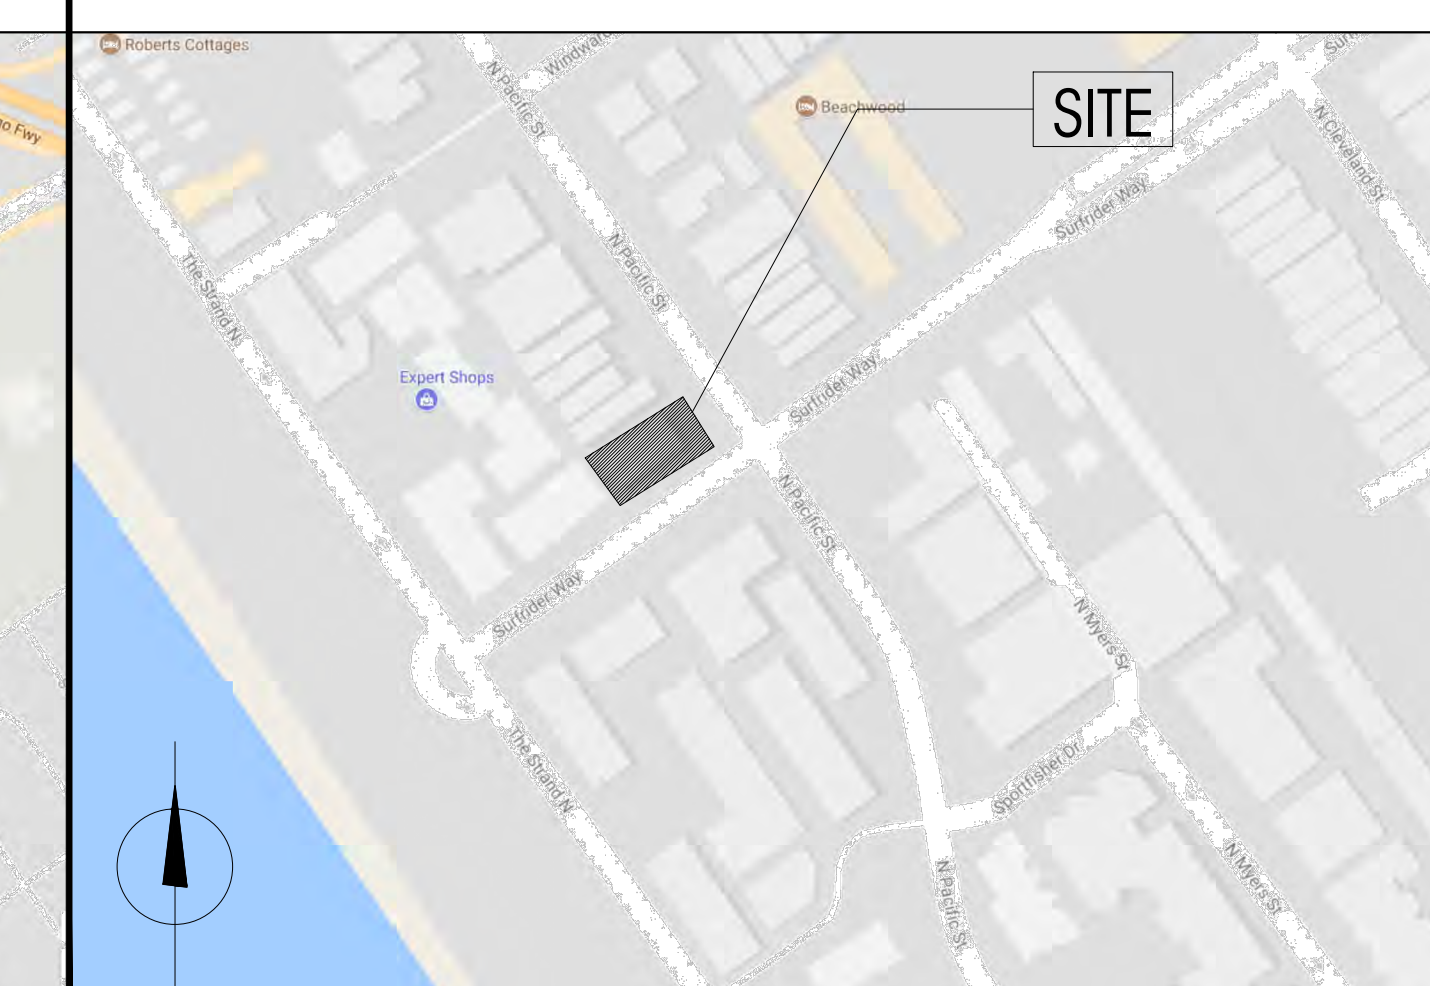 Roberts Cottages
Windwar
N Pacific St
Surf
Beachwood
SITE
o Fwy
N Cleveland St
Surfrider Way
The Strand N
N Pacific St
Expert Shops
Surfrider Way
N Pacific St
Surfrider Way
N Myers St
The Strand N
Sportfisher Dr
N Myers St
N Pacific St